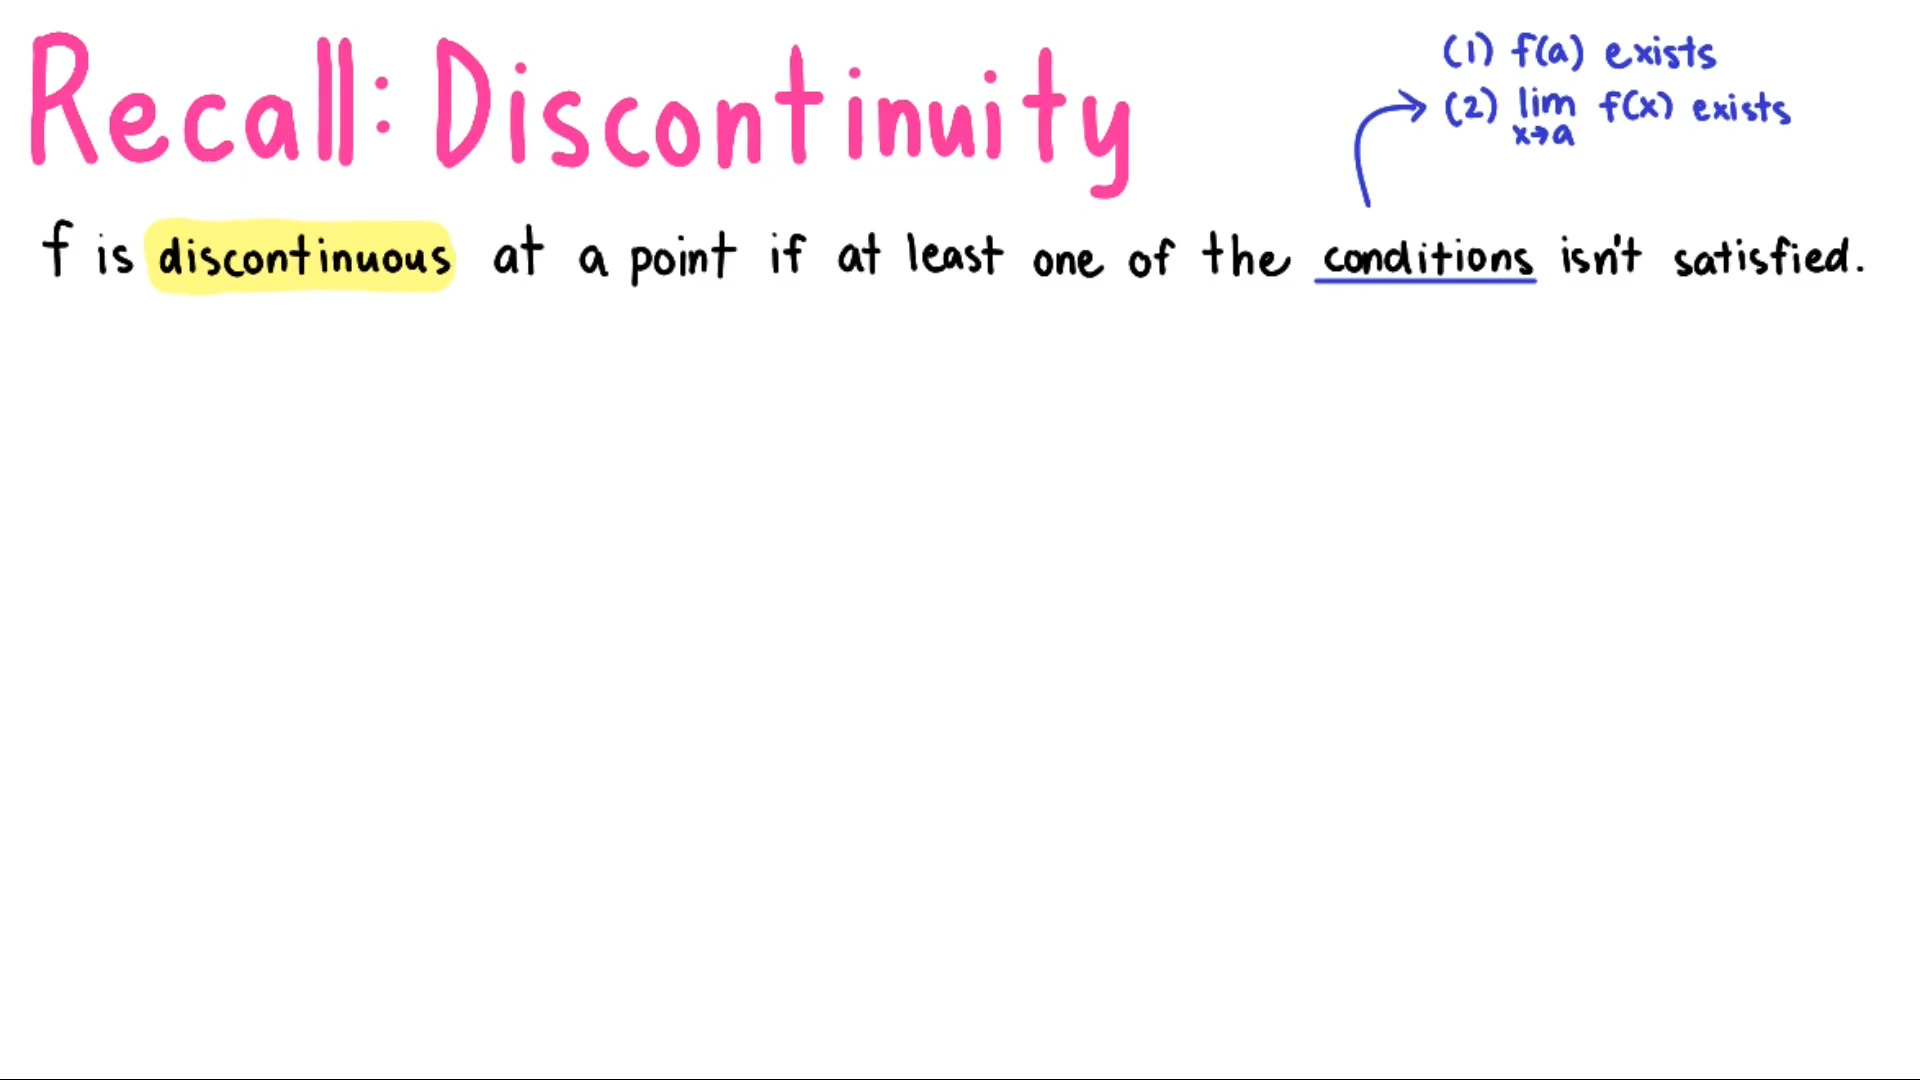 Recall: Discontinuity
(1) f(a) exists
(2) lim f(x) exists
x→a
f is discontinuous at a point if at least one of the conditions isn't satisfied.